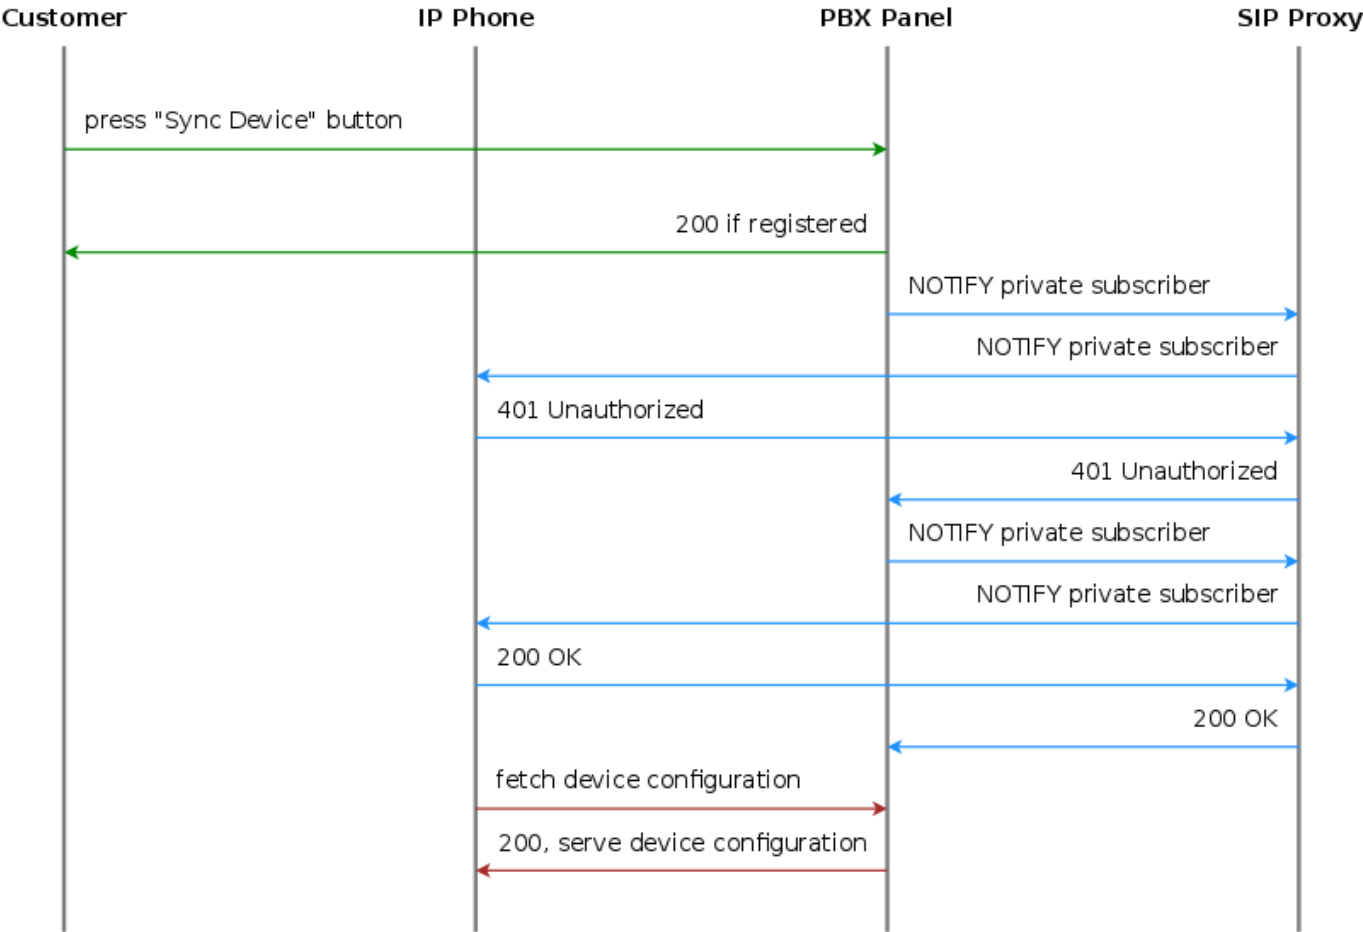 Customer IP Phone PBX Panel SIP Proxy
press "Sync Device" button
200 if registered
NOTIFY private subscriber
NOTIFY private subscriber
401 Unauthorized
401 Unauthorized
NOTIFY private subscriber
NOTIFY private subscriber
200 OK
200 OK
fetch device configuration
200, serve device configuration